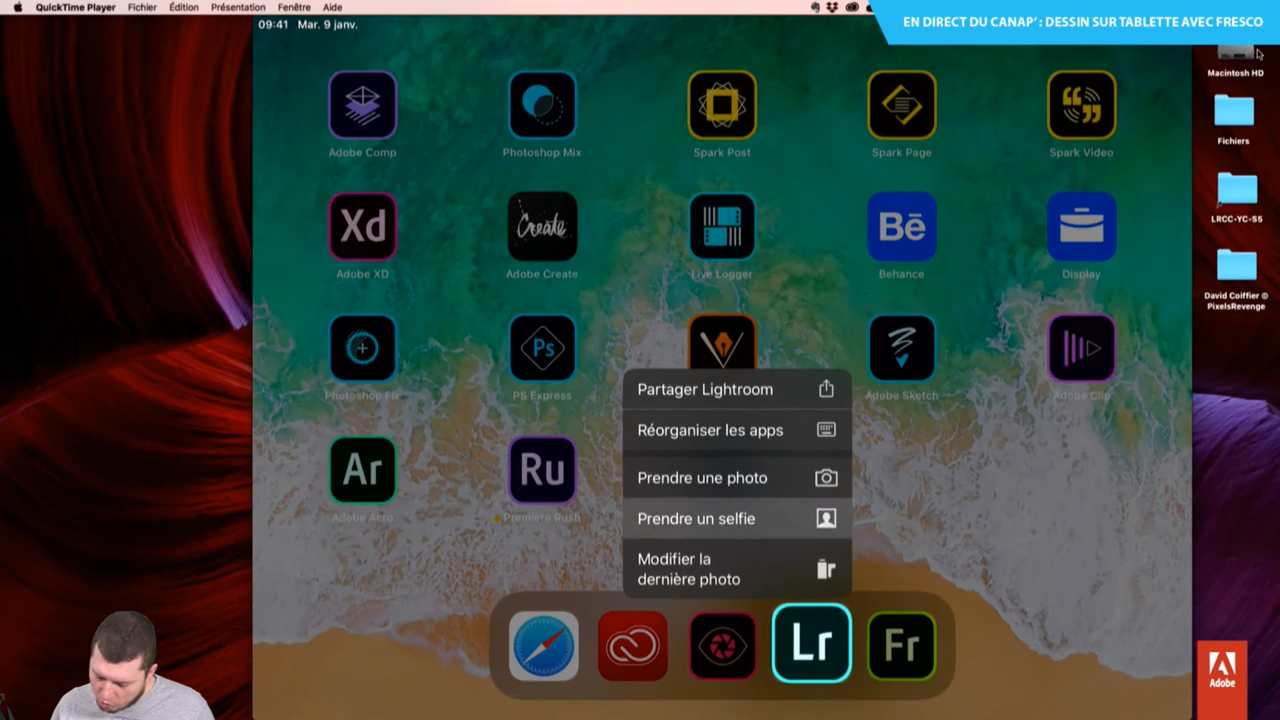 QuickTime Player Fichier Édition Présentation Fenêtre Aide
EN DIRECT DU CANAP' : DESSIN SUR TABLETTE AVEC FRESCO
09:41 Mar. 9 janv.
Macintosh HD
Fichiers
LRCC-YC-S5
David Coiffier ©
PixelsRevenge
Adobe Comp
Photoshop Mix
Spark Post
Spark Page
Spark Video
Xd
Create
Bē
Adobe XD
Adobe Create
Live Logger
Behance
Display
Ps
Photoshop Fix
PS Express
Adobe Sketch
Adobe Clip
Ar
Ru
Adobe Aero
Premiere Rush
Partager Lightroom
Réorganiser les apps
Prendre une photo
Prendre un selfie
Modifier la
dernière photo
Lr
Fr
Adobe